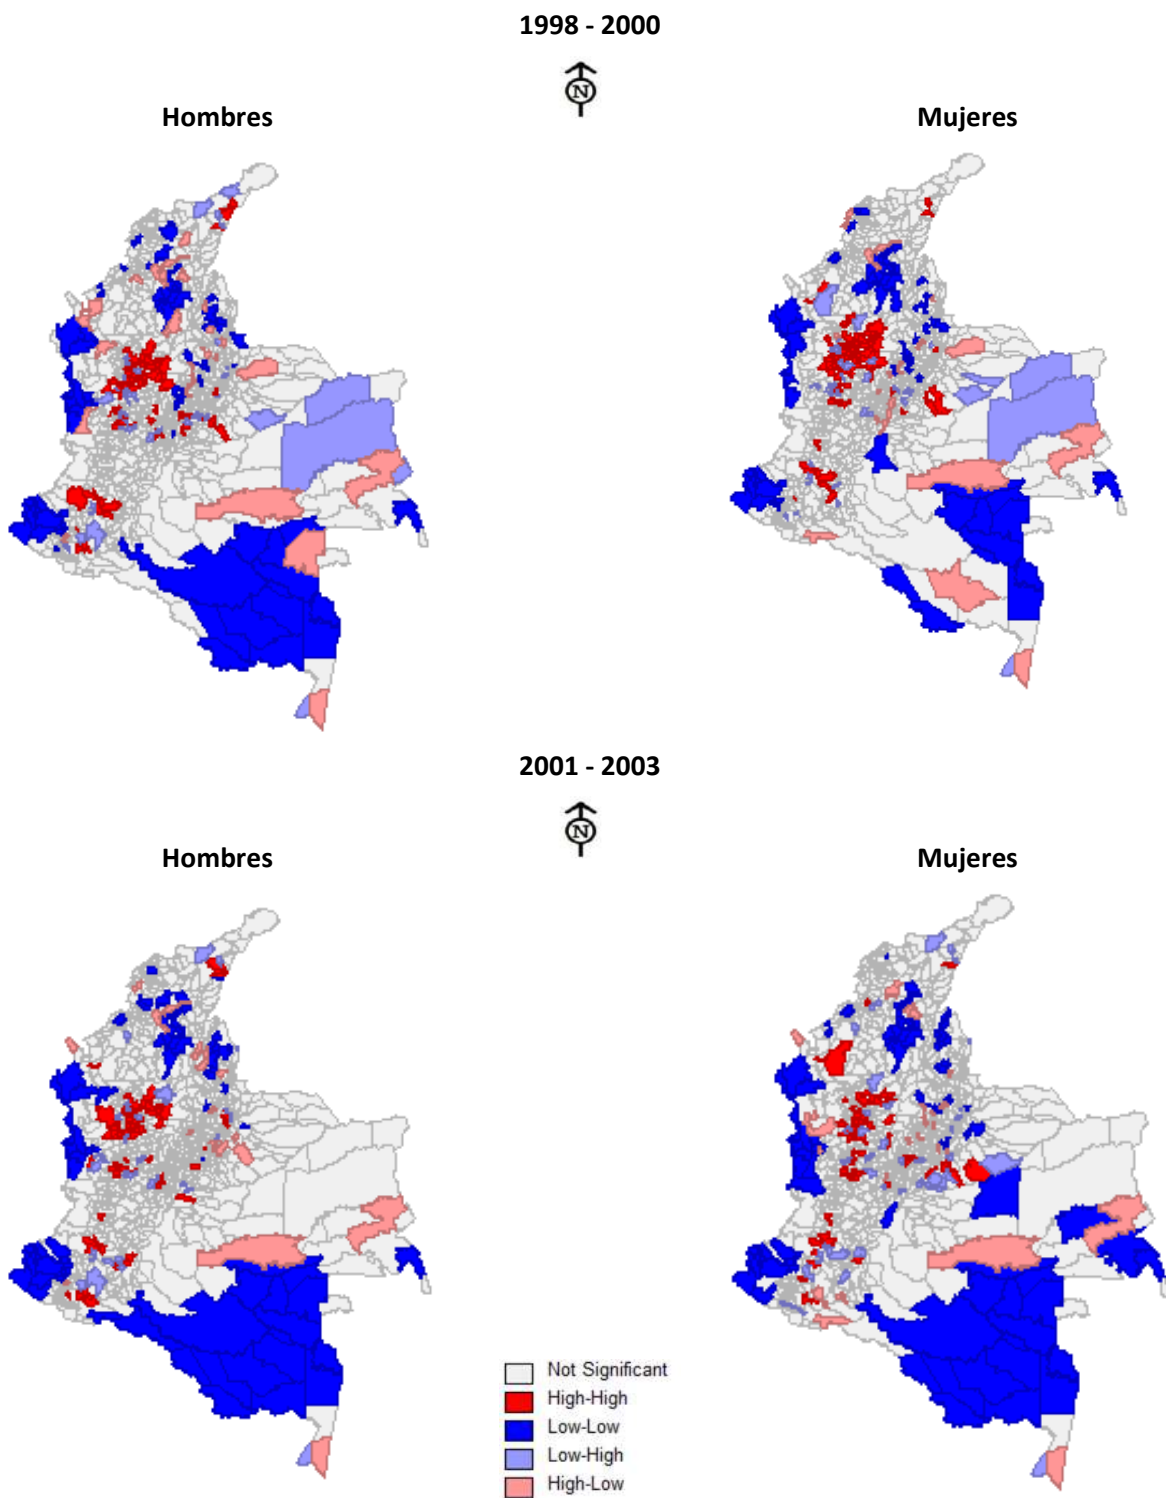 1998 - 2000
N
Hombres
Mujeres
2001 - 2003
N
Hombres
Mujeres
Not Significant
High-High
Low-Low
Low-High
High-Low